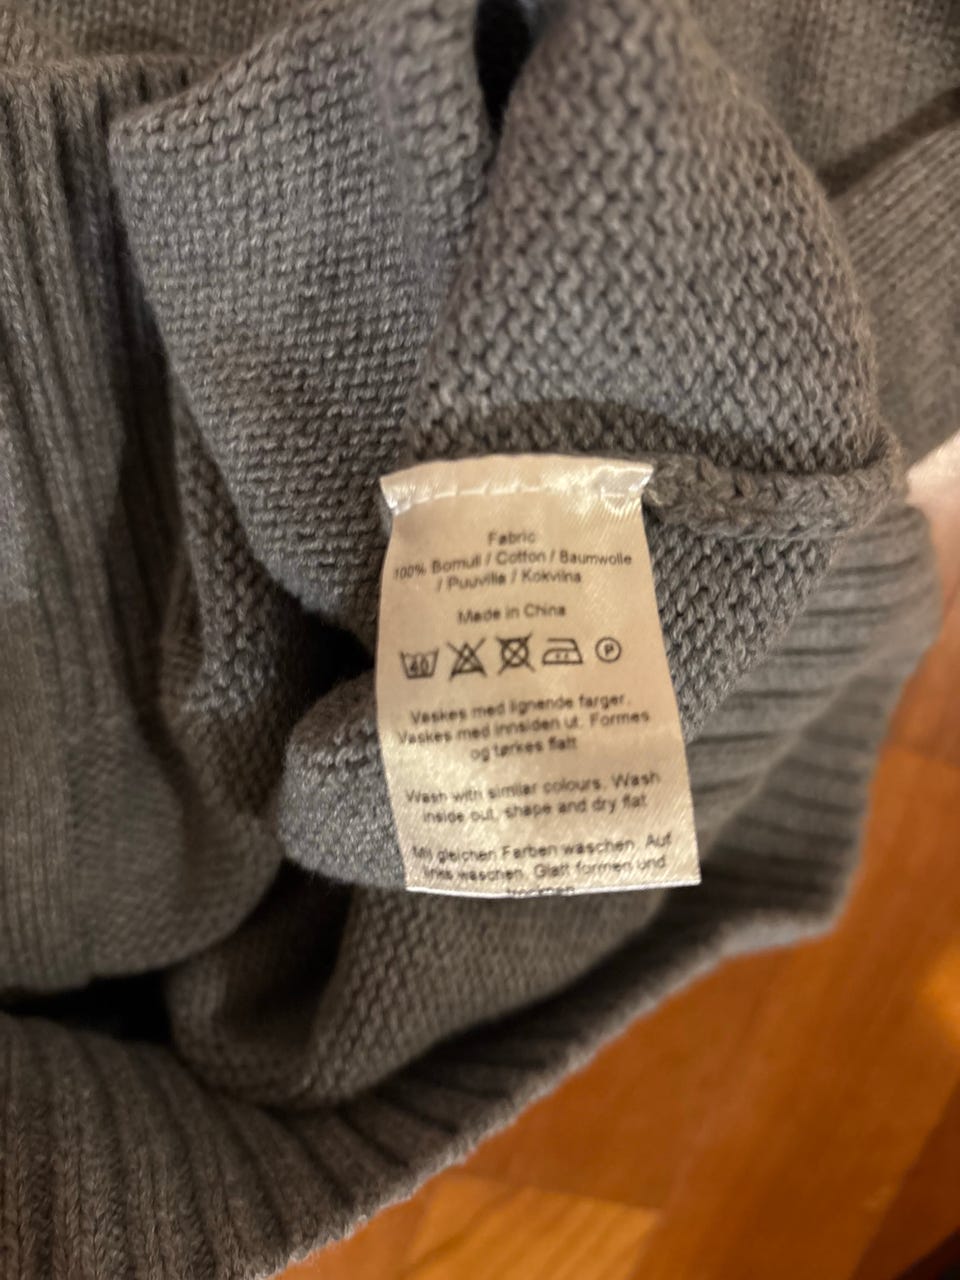 Fabric
100% Bomull / Cotton / Baumwolle
/ Puuvilla / Kokvilna
Made in China
40 P
Vaskes med lignende farger.
Vaskes med innsiden ut. Formes
og tørkes flatt
Wash with similar colours. Wash
inside out, shape and dry flat
Mit gleichen Farben waschen. Auf
links waschen. Glatt formen und